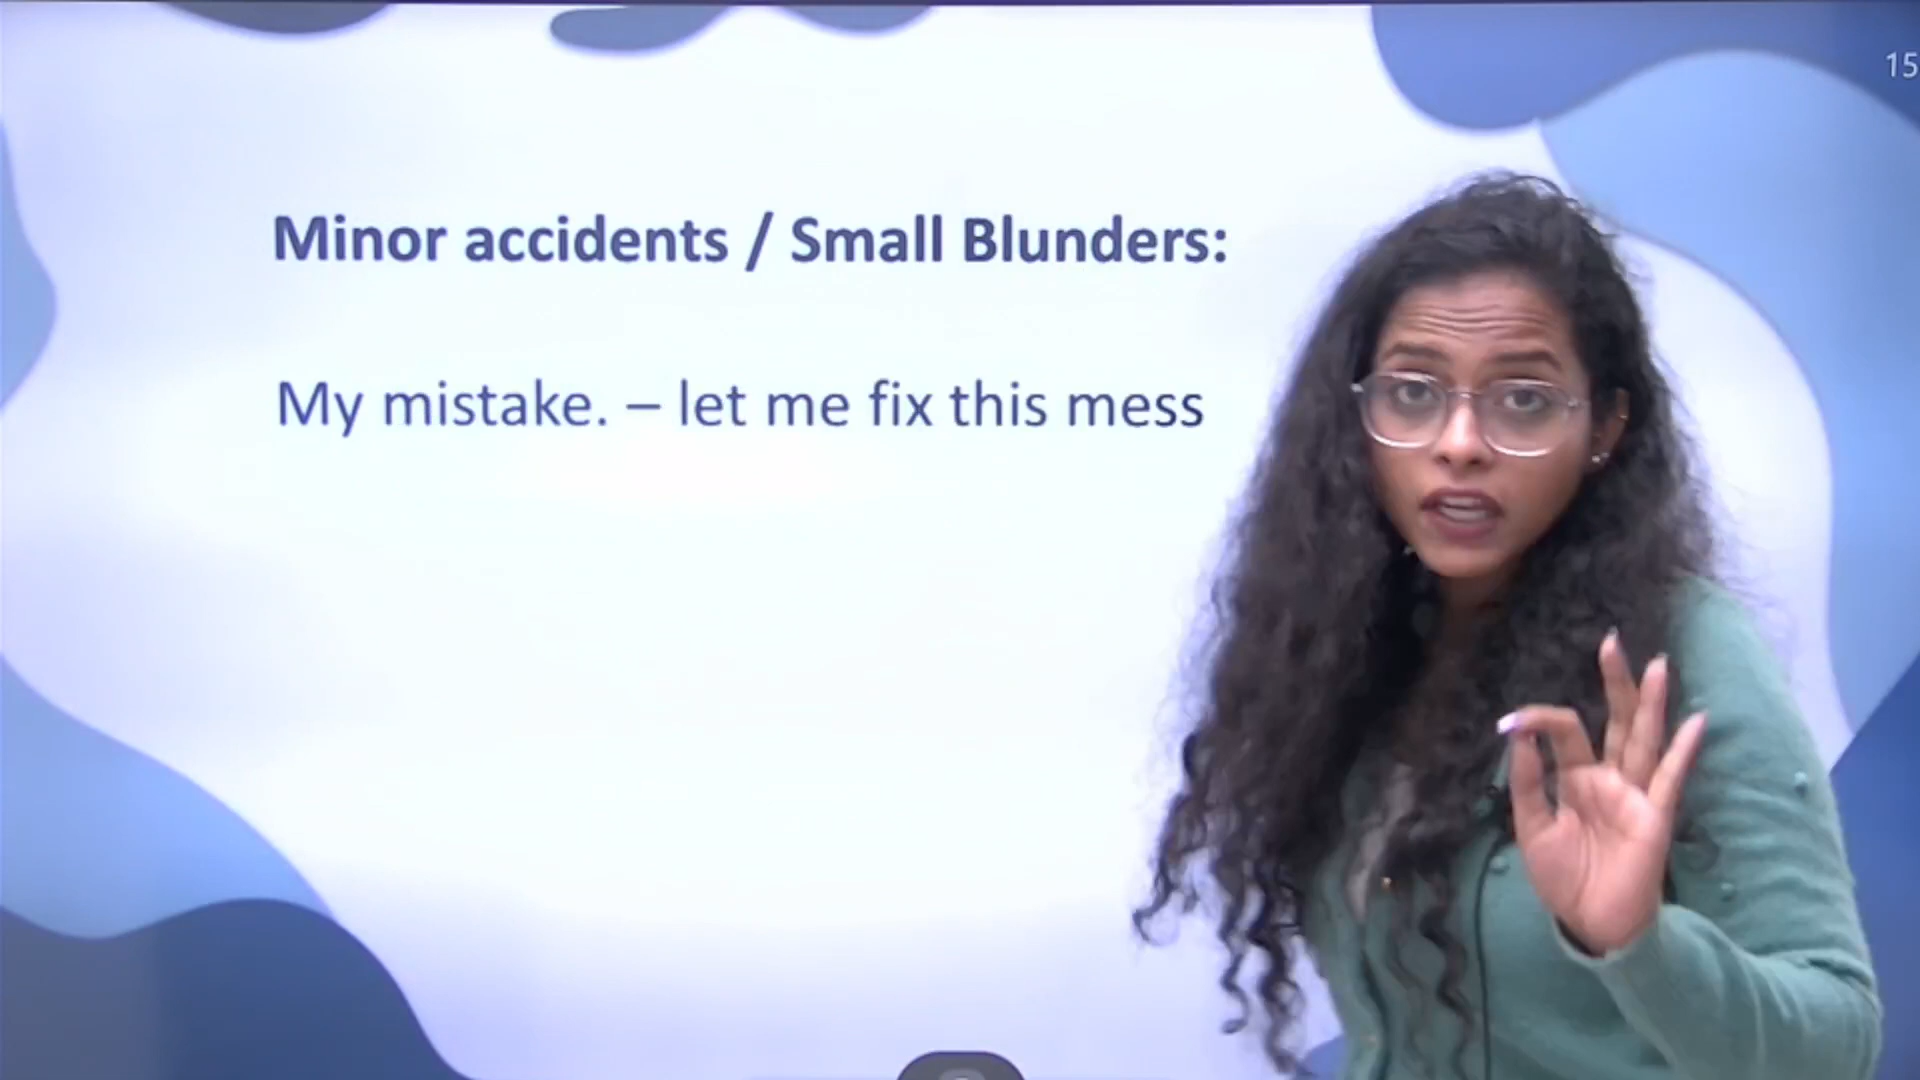 15
Minor accidents / Small Blunders:
My mistake. – let me fix this mess